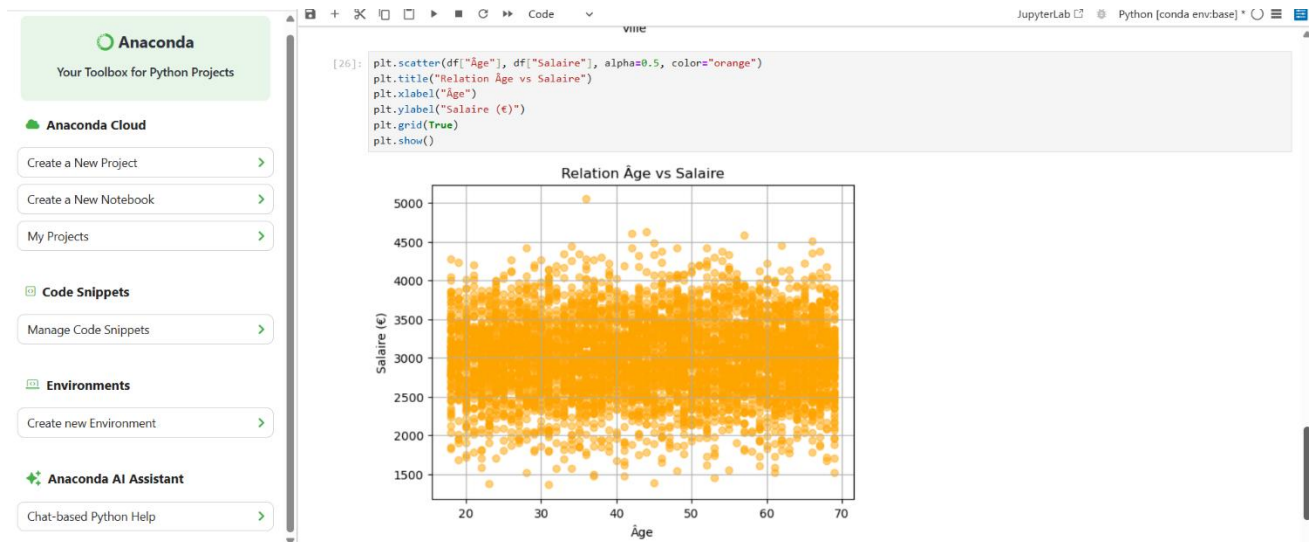 Anaconda
Your Toolbox for Python Projects
Anaconda Cloud
Create a New Project
Create a New Notebook
My Projects
Code Snippets
Manage Code Snippets
Environments
Create new Environment
Anaconda AI Assistant
Chat-based Python Help
Code
JupyterLab
Python [conda env:base] *
Ville
[26]: plt.scatter(df["Âge"], df["Salaire"], alpha=0.5, color="orange")
plt.title("Relation Âge vs Salaire")
plt.xlabel("Âge")
plt.ylabel("Salaire (€)")
plt.grid(True)
plt.show()
Relation Âge vs Salaire
Salaire (€)
5000
4500
4000
3500
3000
2500
2000
1500
20 30 40 50 60 70
Âge